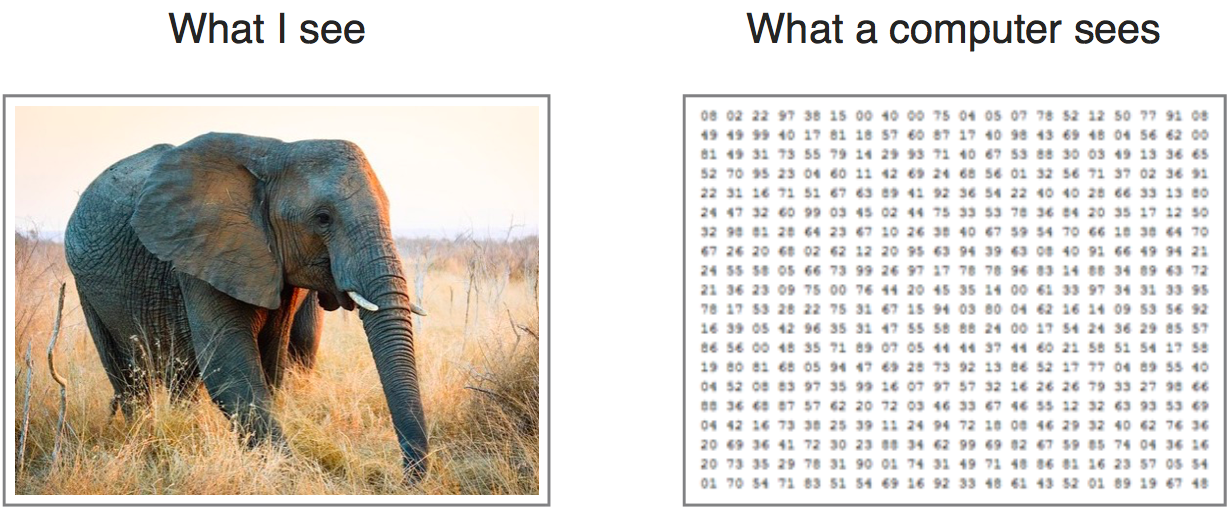 What I see
What a computer sees
08 02 22 97 38 15 00 40 00 75 04 05 07 78 52 12 50 77 91 08
49 49 99 40 17 81 18 57 60 87 17 40 98 43 69 48 04 56 62 00
81 49 31 73 55 79 14 29 93 71 40 67 53 88 30 03 49 13 36 65
52 70 95 23 04 60 11 42 69 24 68 56 01 32 56 71 37 02 36 91
22 31 16 71 51 67 63 89 41 92 36 54 22 40 40 28 66 33 13 80
24 47 32 60 99 03 45 02 44 75 33 53 78 36 84 20 35 17 12 50
32 98 81 28 64 23 67 10 26 38 40 67 59 54 70 66 18 38 64 70
67 26 20 68 02 62 12 20 95 63 94 39 63 08 40 91 66 49 94 21
24 55 58 05 66 73 99 26 97 17 78 78 96 83 14 88 34 89 63 72
21 36 23 09 75 00 76 44 20 45 35 14 00 61 33 97 34 31 33 95
78 17 53 28 22 75 31 67 15 94 03 80 04 62 16 14 09 53 56 92
16 39 05 42 96 35 31 47 55 58 88 24 00 17 54 24 36 29 85 57
86 56 00 48 35 71 89 07 05 44 44 37 44 60 21 58 51 54 17 58
19 80 81 68 05 94 47 69 28 73 92 13 86 52 17 77 04 89 55 40
04 52 08 83 97 35 99 16 07 97 57 32 16 26 26 79 33 27 98 66
88 36 68 87 57 62 20 72 03 46 33 67 46 55 12 32 63 93 53 69
04 42 16 73 38 25 39 11 24 94 72 18 08 46 29 32 40 62 76 36
20 69 36 41 72 30 23 88 34 62 99 69 82 67 59 85 74 04 36 16
20 73 35 29 78 31 90 01 74 31 49 71 48 86 81 16 23 57 05 54
01 70 54 71 83 51 54 69 16 92 33 48 61 43 52 01 89 19 67 48